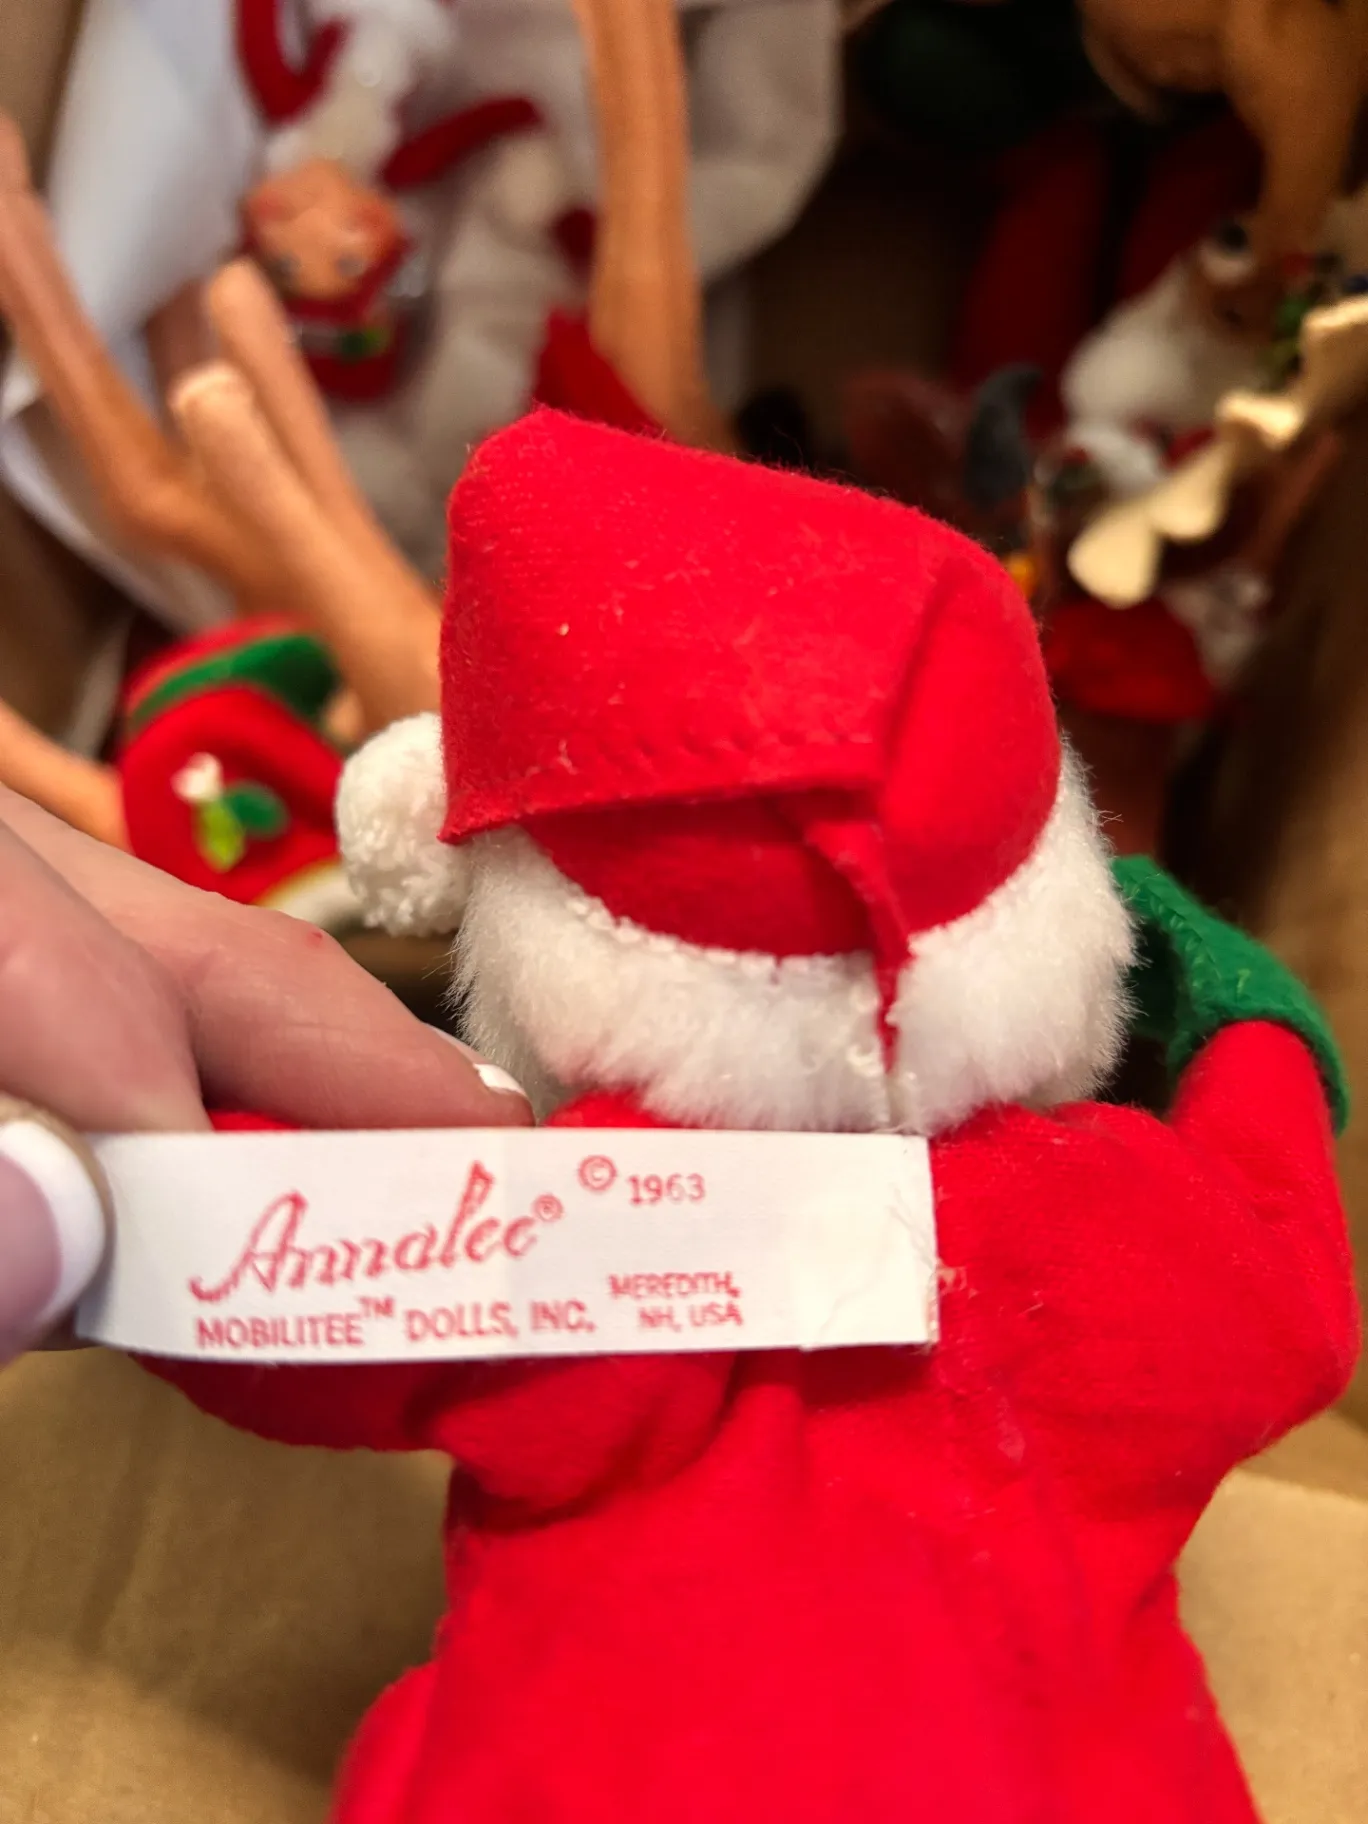 Annalee® © 1963
MOBILITEE™ DOLLS, INC. MEREDITH,
NH, USA